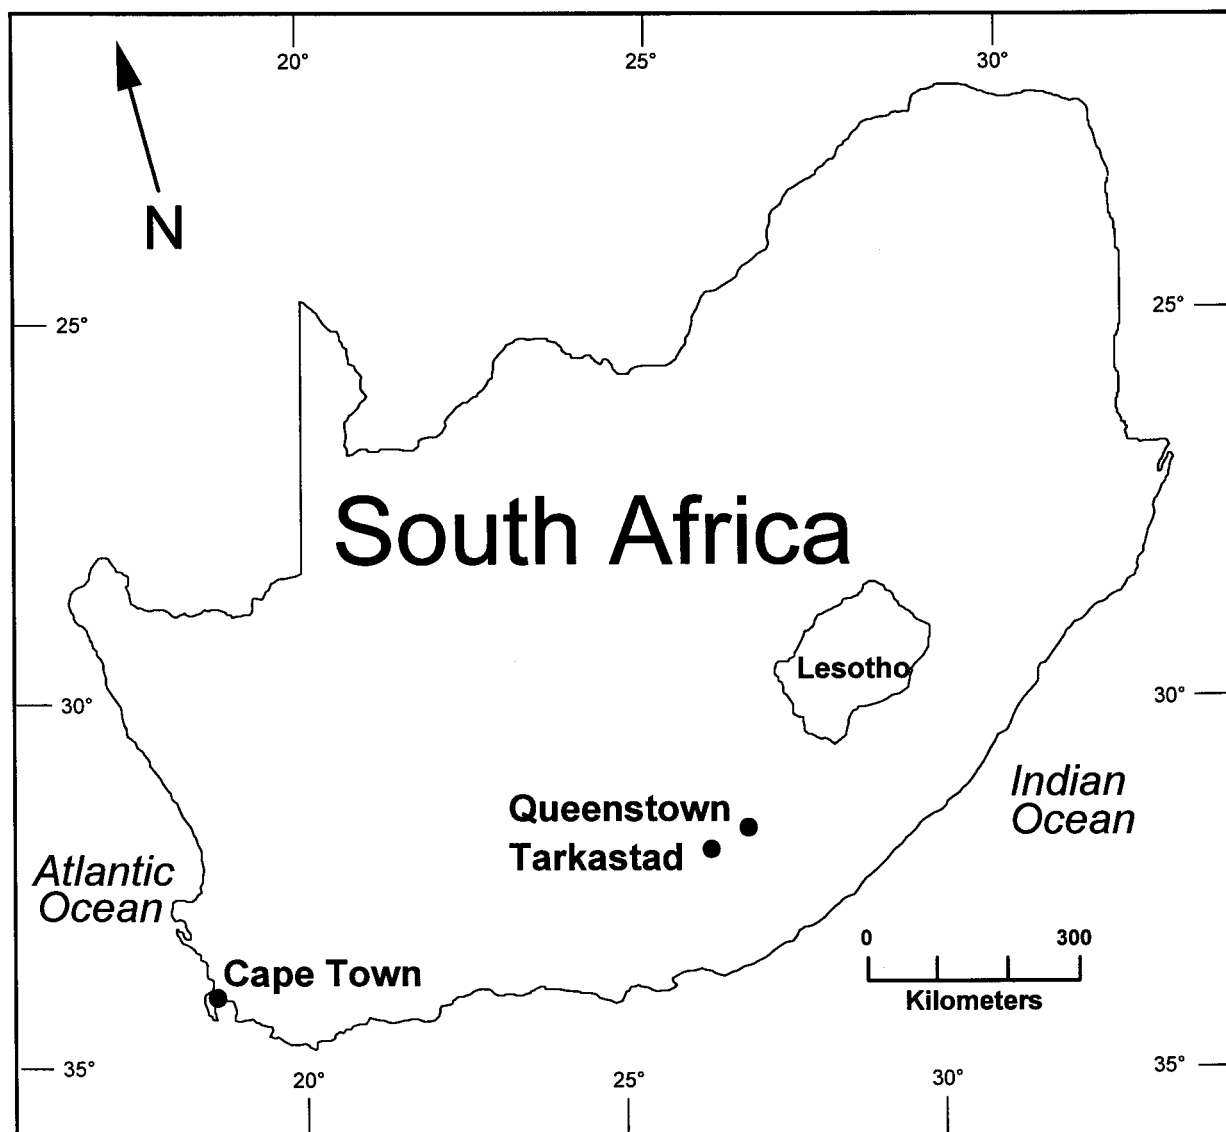 20°
25°
30°
N
25°
25°
South Africa
Lesotho
30°
30°
Indian
Ocean
Queenstown
Tarkastad
Atlantic
Ocean
0
300
Cape Town
Kilometers
35°
20°
25°
30°
35°